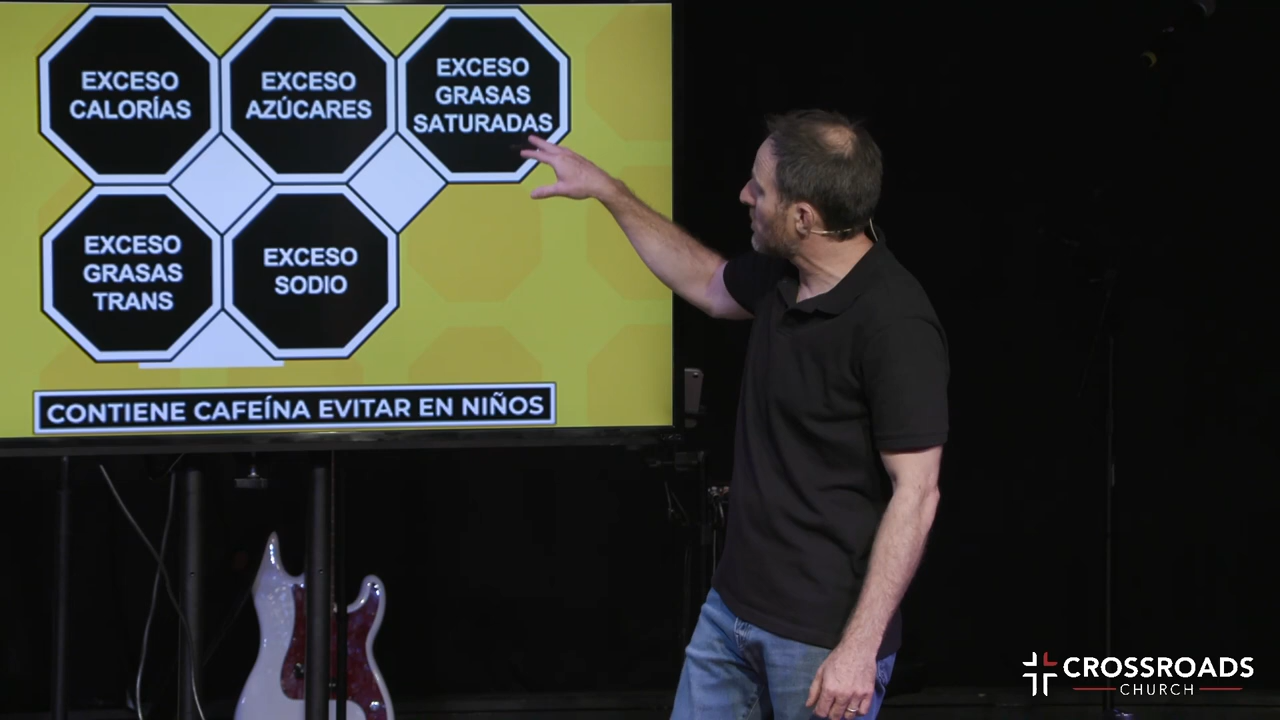 EXCESO
CALORÍAS
EXCESO
AZÚCARES
EXCESO
GRASAS
SATURADAS
EXCESO
GRASAS
TRANS
EXCESO
SODIO
CONTIENE CAFEÍNA EVITAR EN NIÑOS
CROSSROADS
CHURCH